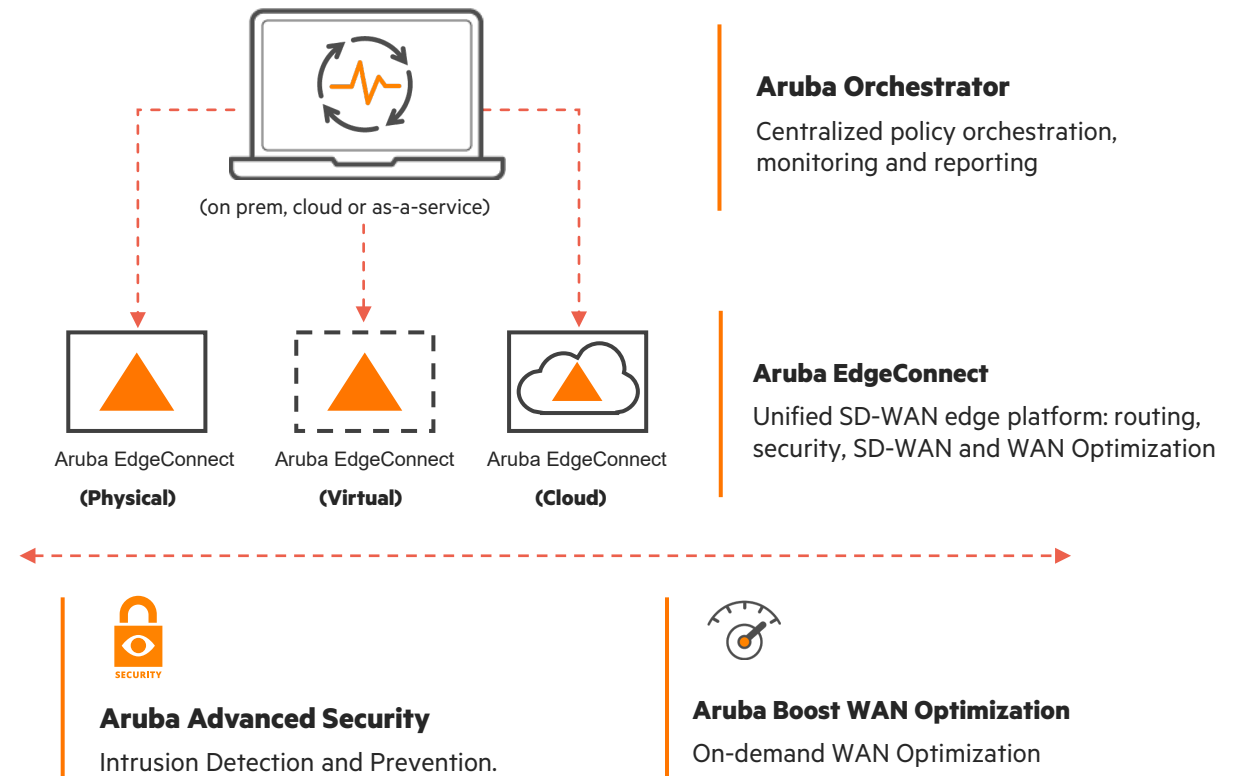 Aruba Orchestrator
Centralized policy orchestration,
monitoring and reporting
(on prem, cloud or as-a-service)
Aruba EdgeConnect
(Physical)
Aruba EdgeConnect
(Virtual)
Aruba EdgeConnect
(Cloud)
Aruba EdgeConnect
Unified SD-WAN edge platform: routing,
security, SD-WAN and WAN Optimization
SECURITY
Aruba Advanced Security
Intrusion Detection and Prevention.
Aruba Boost WAN Optimization
On-demand WAN Optimization